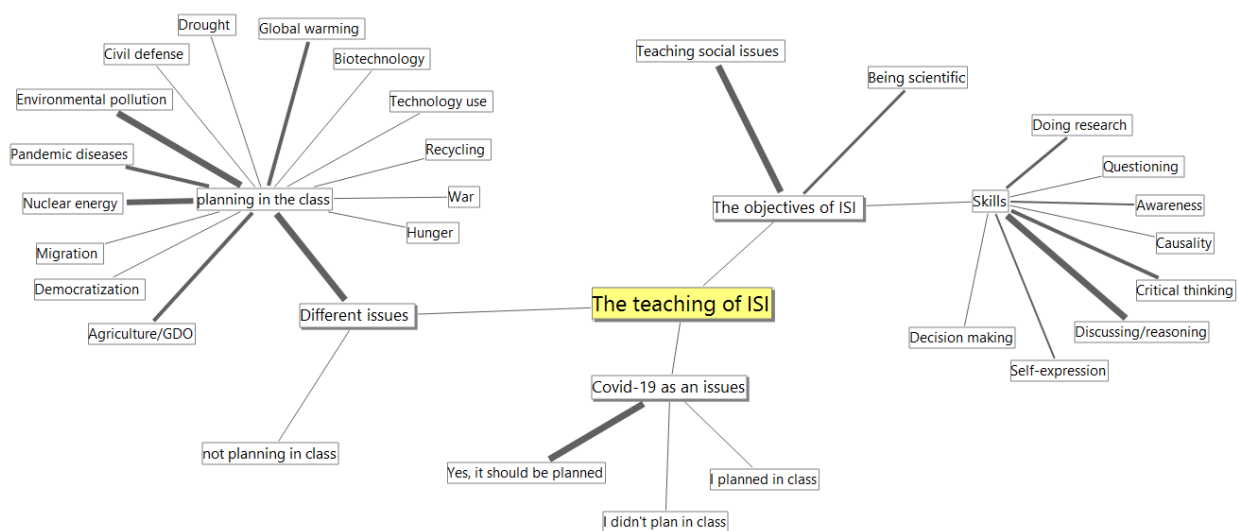 Drought
Global warming
Teaching social issues
Civil defense
Biotechnology
Being scientific
Environmental pollution
Technology use
Doing research
Pandemic diseases
Recycling
Questioning
Nuclear energy
planning in the class
War
The objectives of ISI
Skills
Awareness
Migration
Hunger
Causality
Democratization
Critical thinking
Agriculture/GDO
Different issues
The teaching of ISI
Decision making
Discussing/reasoning
Self-expression
Covid-19 as an issues
not planning in class
Yes, it should be planned
I planned in class
I didn't plan in class